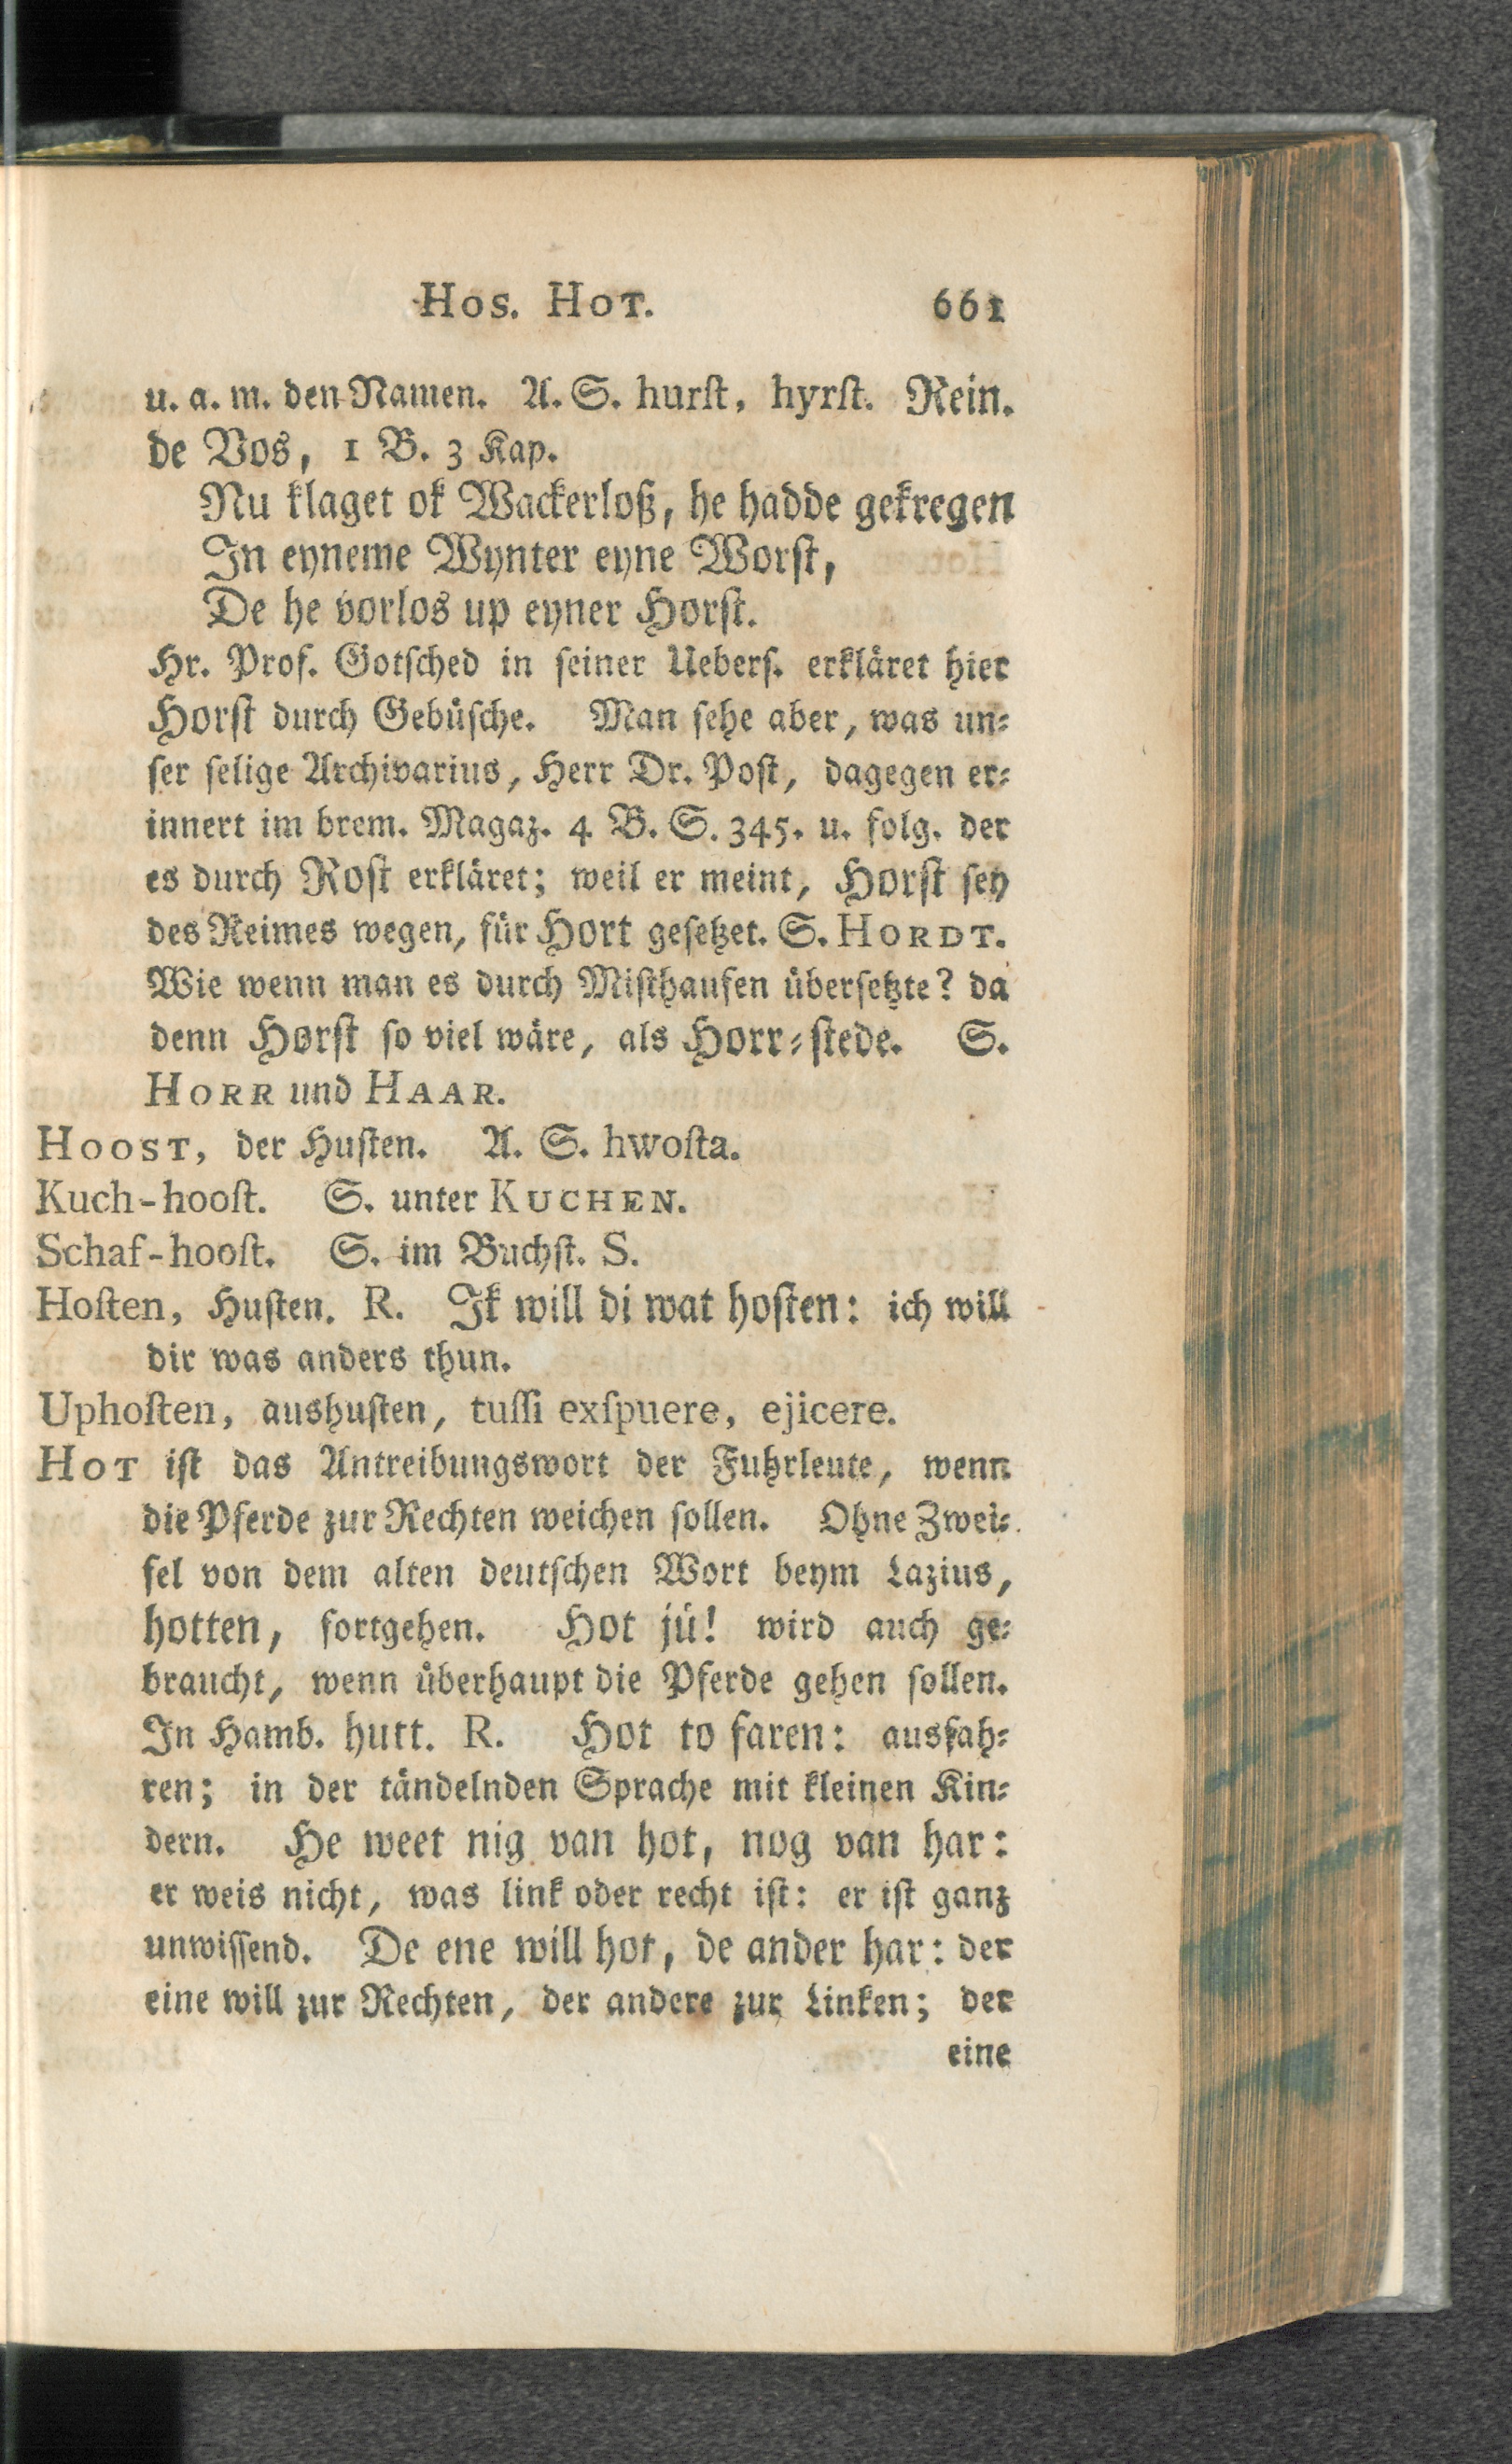 Hos. Hot. 661
u. a. m. den Namen. A. S. hurſt, hyrſt. Rein.
de Vos, 1 B. 3 Kap.
Nu klaget ok Wackerloß, he hadde gekregen
In eyneme Wynter eyne Worſt,
De he vorlos up eyner Horſt.
Hr. Prof. Gotſched in ſeiner Ueberſ. erkläret hier
Horſt durch Gebüſche. Man ſehe aber, was un⸗
ſer ſelige Archivarius, Herr Dr. Poſt, dagegen er⸗
innert im brem. Magaz. 4 B. S. 345. u. folg. der
es durch Roſt erkläret; weil er meint, Horſt ſey
des Reimes wegen, für Hort geſetzet. S. HORDT.
Wie wenn man es durch Miſthaufen überſetzte? da
denn Horſt ſo viel wäre, als Horr⸗ſtede. S.
HORR und HAAR.
HOOST, der Huſten. A. S. hwoſta.
Kuch-hooſt. S. unter KUCHEN.
Schaf-hooſt. S. im Buchſt. S.
Hoſten, Huſten. R. Ik will di wat hoſten: ich will
dir was anders thun.
Uphoſten, aushuſten, tuſſi exſpuere, ejicere.
HOT iſt das Antreibungswort der Fuhrleute, wenn
die Pferde zur Rechten weichen ſollen. Ohne Zwei⸗
fel von dem alten deutſchen Wort beym Lazius,
hotten, fortgehen. Hot jü! wird auch ge⸗
braucht, wenn überhaupt die Pferde gehen ſollen.
In Hamb. hutt. R. Hot to faren: ausfah⸗
ren; in der tändelnden Sprache mit kleinen Kin⸗
dern. He weet nig van hot, nog van har:
er weis nicht, was link oder recht iſt: er iſt ganz
unwiſſend. De ene will hot, de ander har: der
eine will zur Rechten, der andere zur Linken; der
eine